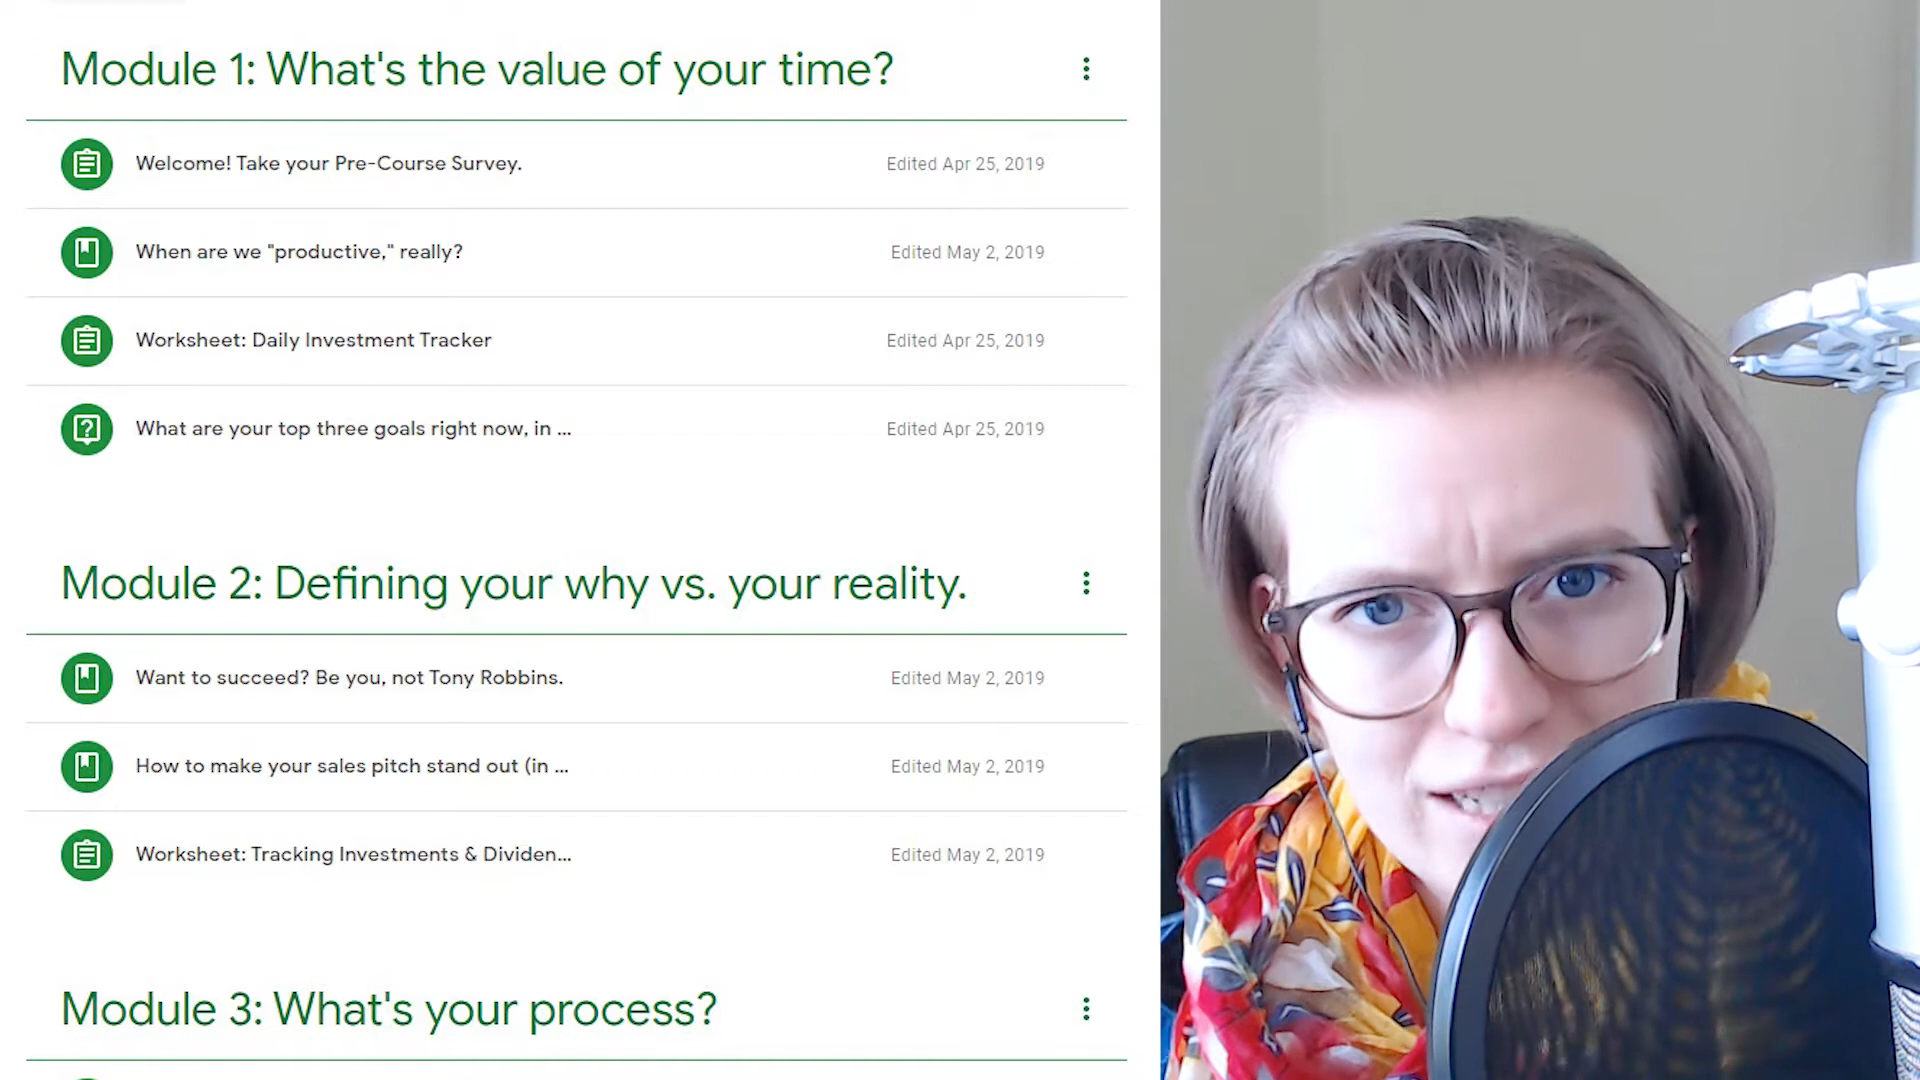 Module 1: What's the value of your time?
Welcome! Take your Pre-Course Survey.
Edited Apr 25, 2019
When are we "productive," really?
Edited May 2, 2019
Worksheet: Daily Investment Tracker
Edited Apr 25, 2019
What are your top three goals right now, in ...
Edited Apr 25, 2019
Module 2: Defining your why vs. your reality.
Want to succeed? Be you, not Tony Robbins.
Edited May 2, 2019
How to make your sales pitch stand out (in ...
Edited May 2, 2019
Worksheet: Tracking Investments & Dividen...
Edited May 2, 2019
Module 3: What's your process?